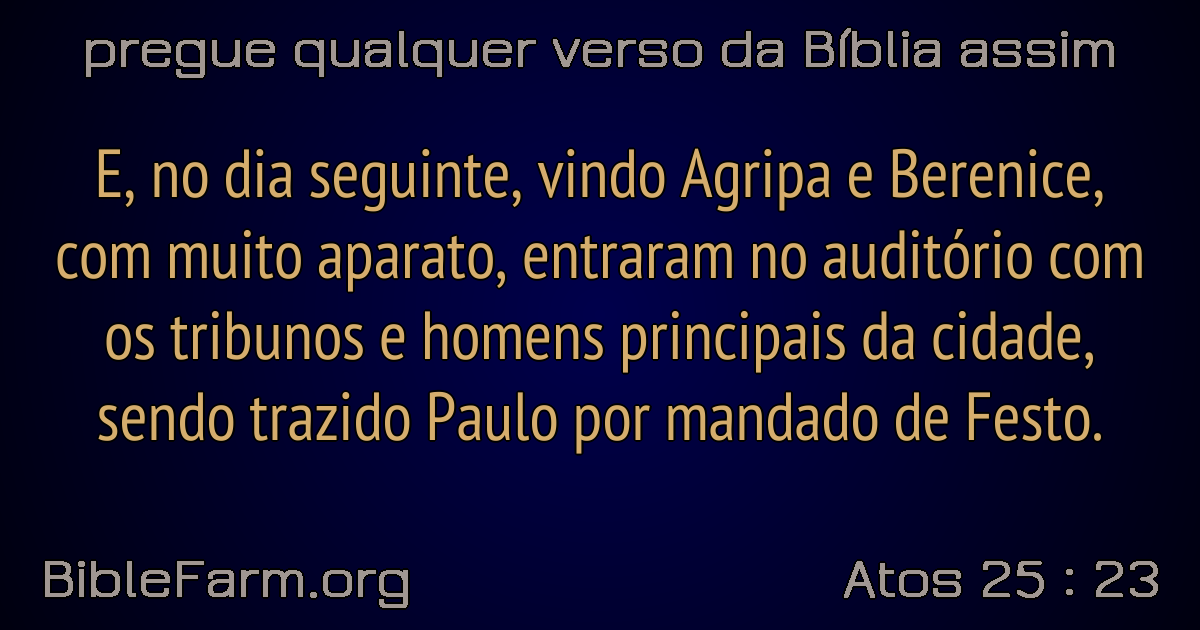 pregue qualquer verso da Bíblia assim
E, no dia seguinte, vindo Agripa e Berenice,
com muito aparato, entraram no auditório com
os tribunos e homens principais da cidade,
sendo trazido Paulo por mandado de Festo.
BibleFarm.org
Atos 25 : 23